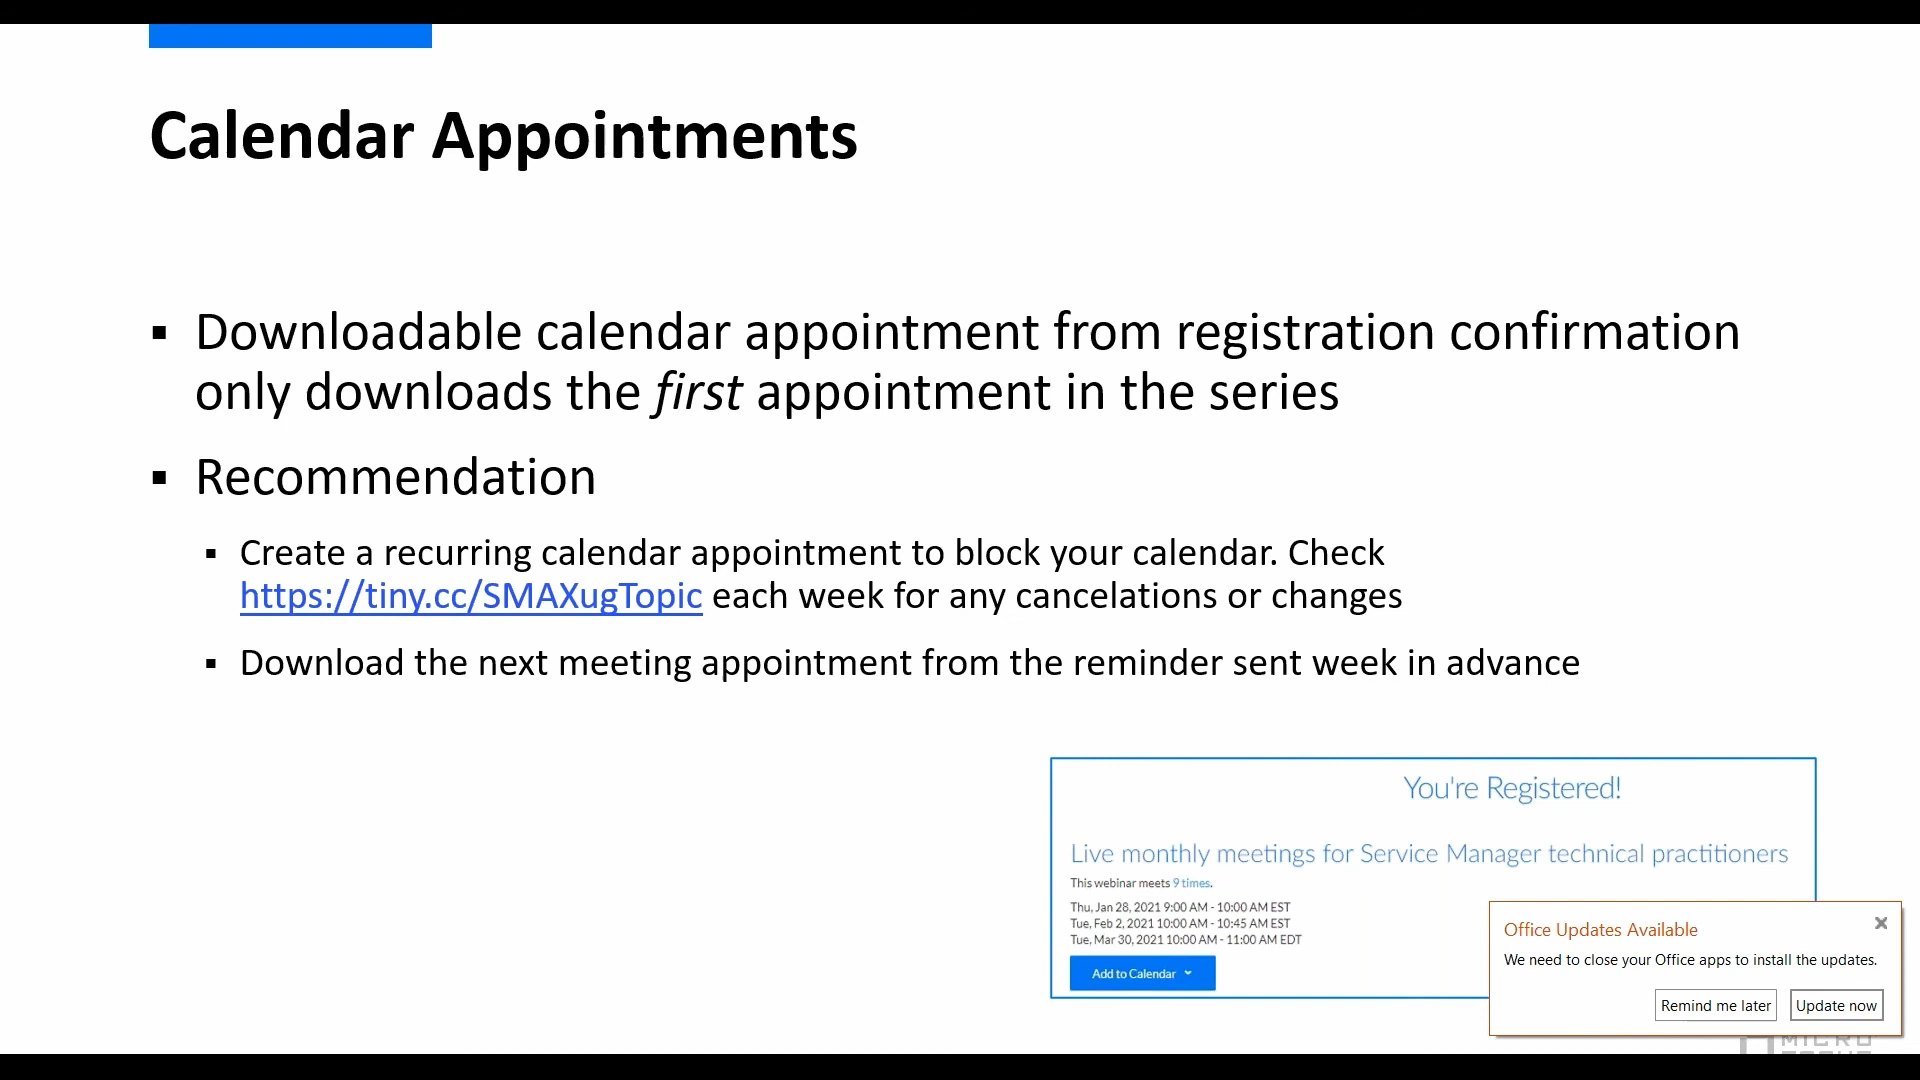 Calendar Appointments
▪ Downloadable calendar appointment from registration confirmation
only downloads the first appointment in the series
▪ Recommendation
▪ Create a recurring calendar appointment to block your calendar. Check
https://tiny.cc/SMAXugTopic each week for any cancelations or changes
▪ Download the next meeting appointment from the reminder sent week in advance
You're Registered!
Live monthly meetings for Service Manager technical practitioners
This webinar meets 9 times.
Thu, Jan 28, 2021 9:00 AM - 10:00 AM EST
Tue, Feb 2, 2021 10:00 AM - 10:45 AM EST
Tue, Mar 30, 2021 10:00 AM - 11:00 AM EDT
Add to Calendar
Office Updates Available
We need to close your Office apps to install the updates.
Remind me later Update now
MICRO